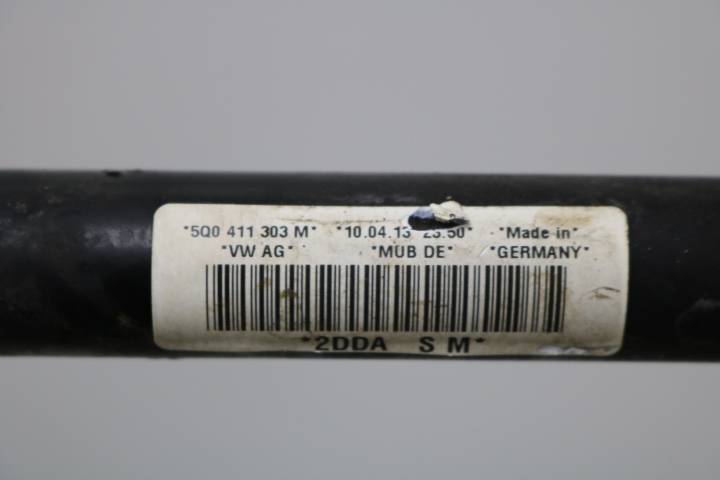 *5Q0 411 303 M* *10.04.13 23.50* *Made in*
*VW AG* *MUB DE* *GERMANY*
*2DDA S M*